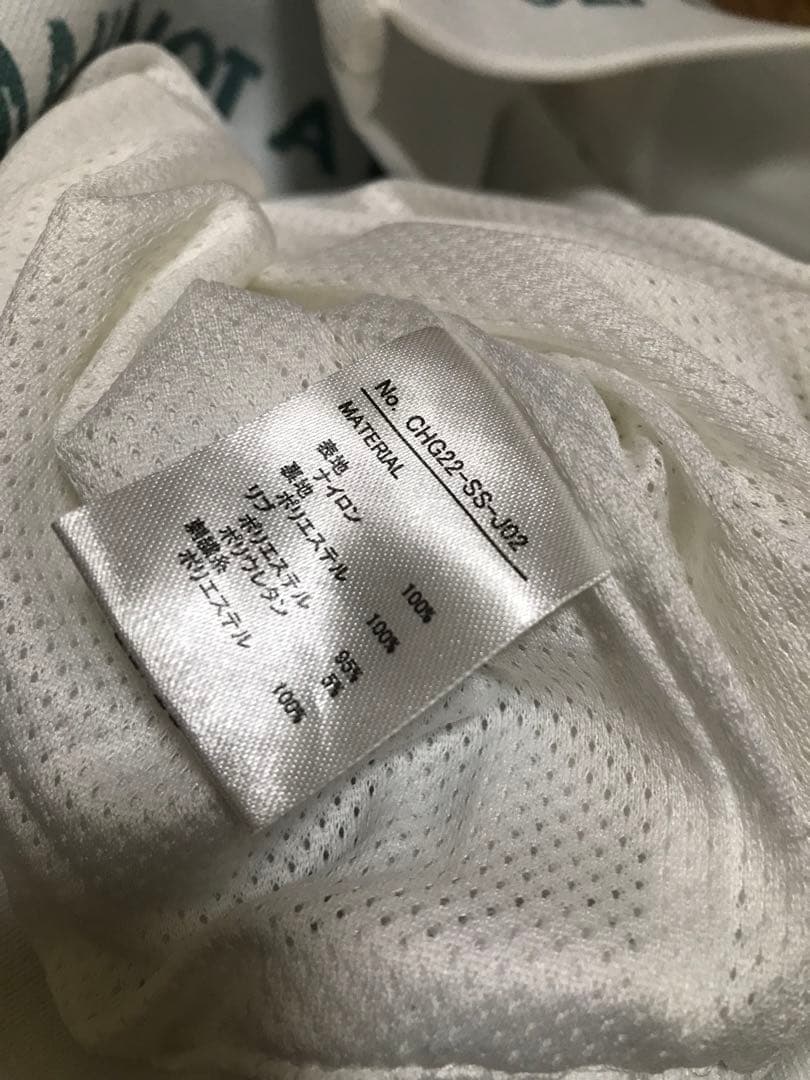 No. CHG22-SS-J02
MATERIAL
表地
ナイロン 100%
裏地
ポリエステル 100%
リブ
ポリエステル 95%
ポリウレタン 5%
刺繍糸
ポリエステル 100%
HOT
A